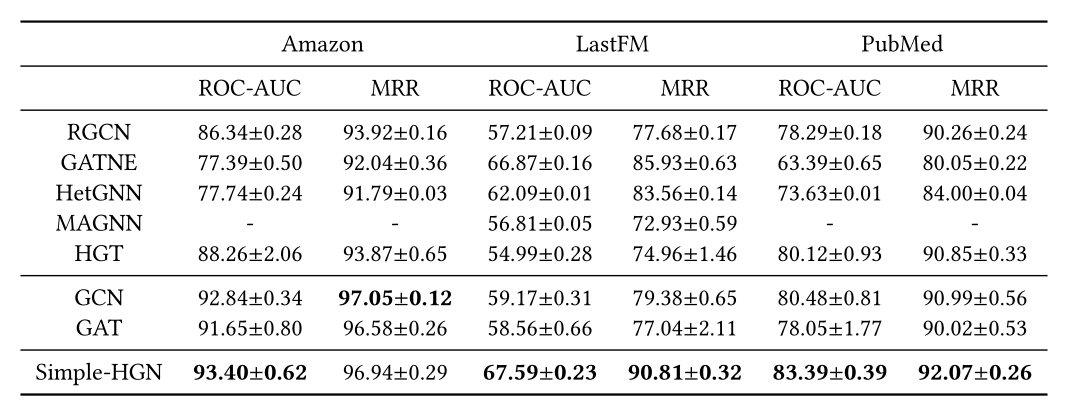 Amazon LastFM PubMed
ROC-AUC MRR ROC-AUC MRR ROC-AUC MRR
RGCN 86.34±0.28 93.92±0.16 57.21±0.09 77.68±0.17 78.29±0.18 90.26±0.24
GATNE 77.39±0.50 92.04±0.36 66.87±0.16 85.93±0.63 63.39±0.65 80.05±0.22
HetGNN 77.74±0.24 91.79±0.03 62.09±0.01 83.56±0.14 73.63±0.01 84.00±0.04
MAGNN - - 56.81±0.05 72.93±0.59 - -
HGT 88.26±2.06 93.87±0.65 54.99±0.28 74.96±1.46 80.12±0.93 90.85±0.33
GCN 92.84±0.34 97.05±0.12 59.17±0.31 79.38±0.65 80.48±0.81 90.99±0.56
GAT 91.65±0.80 96.58±0.26 58.56±0.66 77.04±2.11 78.05±1.77 90.02±0.53
Simple-HGN 93.40±0.62 96.94±0.29 67.59±0.23 90.81±0.32 83.39±0.39 92.07±0.26